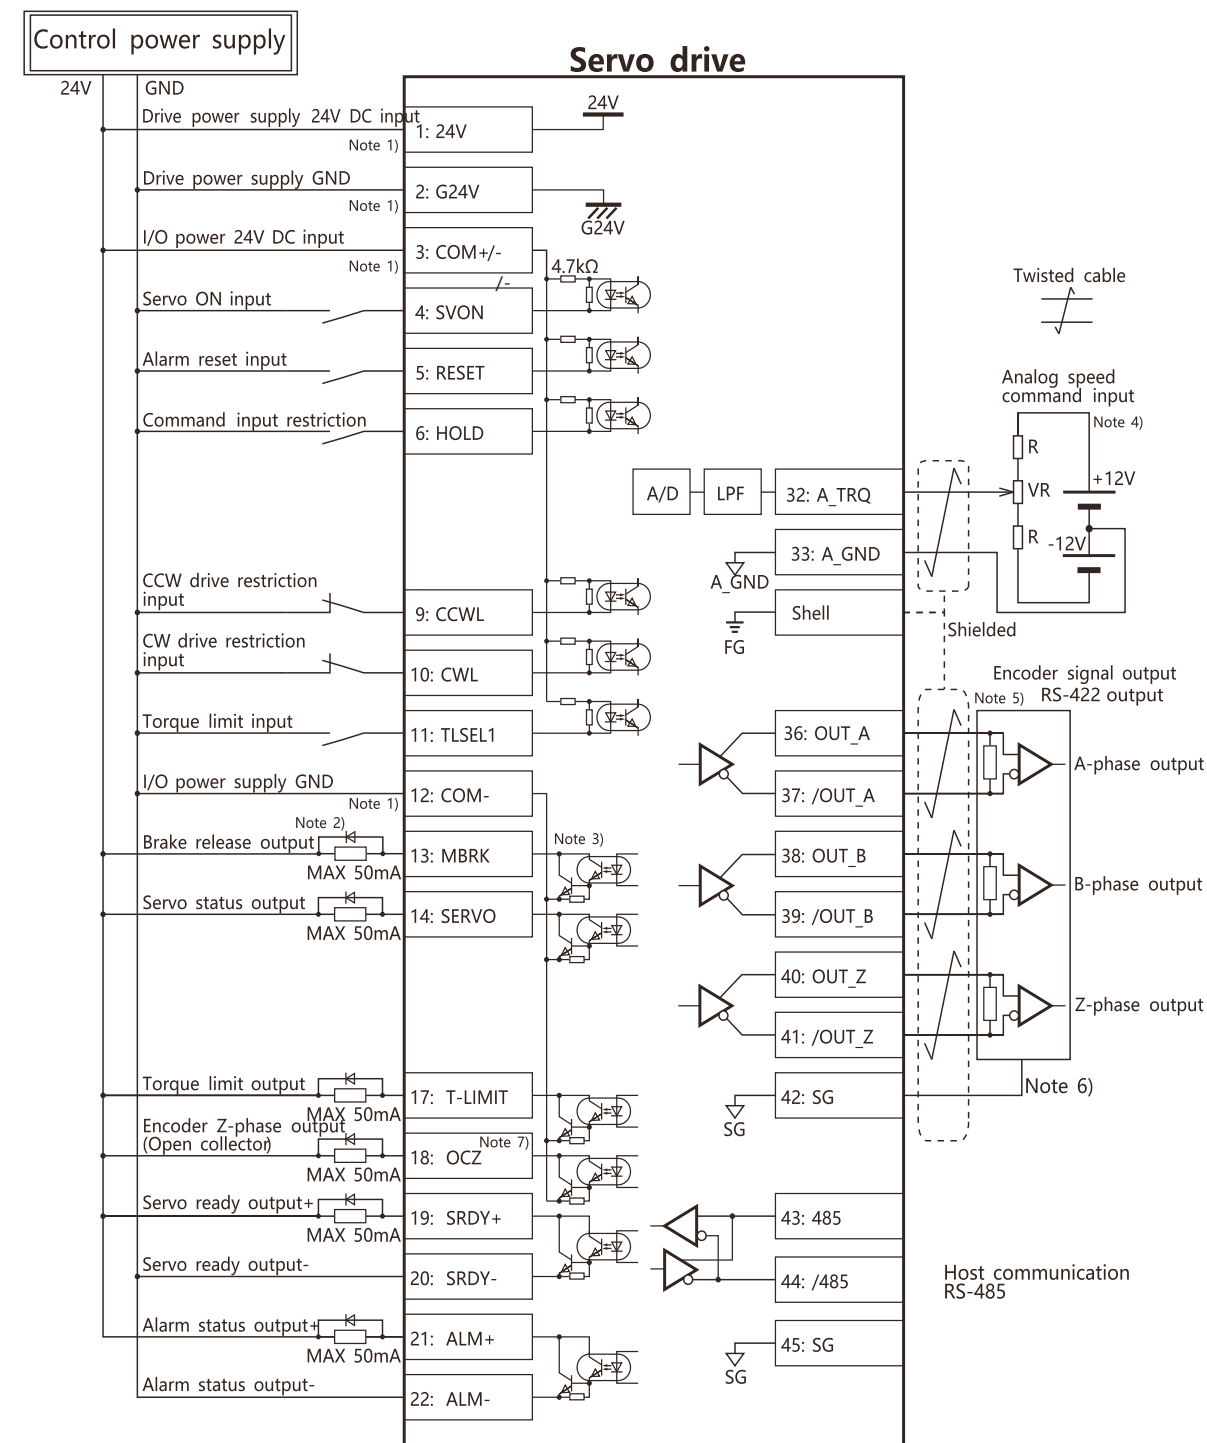 Control power supply
Servo drive
24V
GND
Drive power supply 24V DC input
Note 1)
1: 24V
24V
Drive power supply GND
Note 1)
2: G24V
G24V
I/O power 24V DC input
Note 1)
3: COM+/-
/-
4.7kΩ
Servo ON input
4: SVON
Alarm reset input
5: RESET
Command input restriction
6: HOLD
CCW drive restriction
input
9: CCWL
CW drive restriction
input
10: CWL
Torque limit input
11: TLSEL1
I/O power supply GND
Note 1)
12: COM-
Note 2)
Brake release output
MAX 50mA
13: MBRK
Note 3)
Servo status output
MAX 50mA
14: SERVO
Torque limit output
MAX 50mA
17: T-LIMIT
Encoder Z-phase output
(Open collector)
MAX 50mA
18: OCZ
Note 7)
Servo ready output+
MAX 50mA
19: SRDY+
Servo ready output-
20: SRDY-
Alarm status output+
MAX 50mA
21: ALM+
Alarm status output-
22: ALM-
Twisted cable
Analog speed
command input
Note 4)
R
VR
R
+12V
-12V
A/D
LPF
32: A_TRQ
33: A_GND
A_GND
Shell
FG
Shielded
Encoder signal output
Note 5) RS-422 output
36: OUT_A
37: /OUT_A
A-phase output
38: OUT_B
39: /OUT_B
B-phase output
40: OUT_Z
41: /OUT_Z
Z-phase output
42: SG
SG
Note 6)
43: 485
44: /485
Host communication
RS-485
45: SG
SG